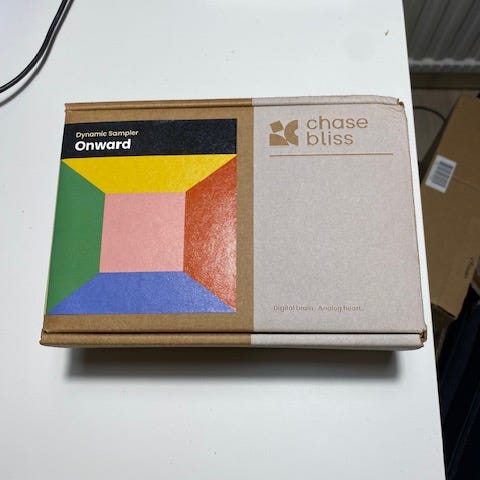 Dynamic Sampler
Onward
chase
bliss
Digital brain. Analog heart.